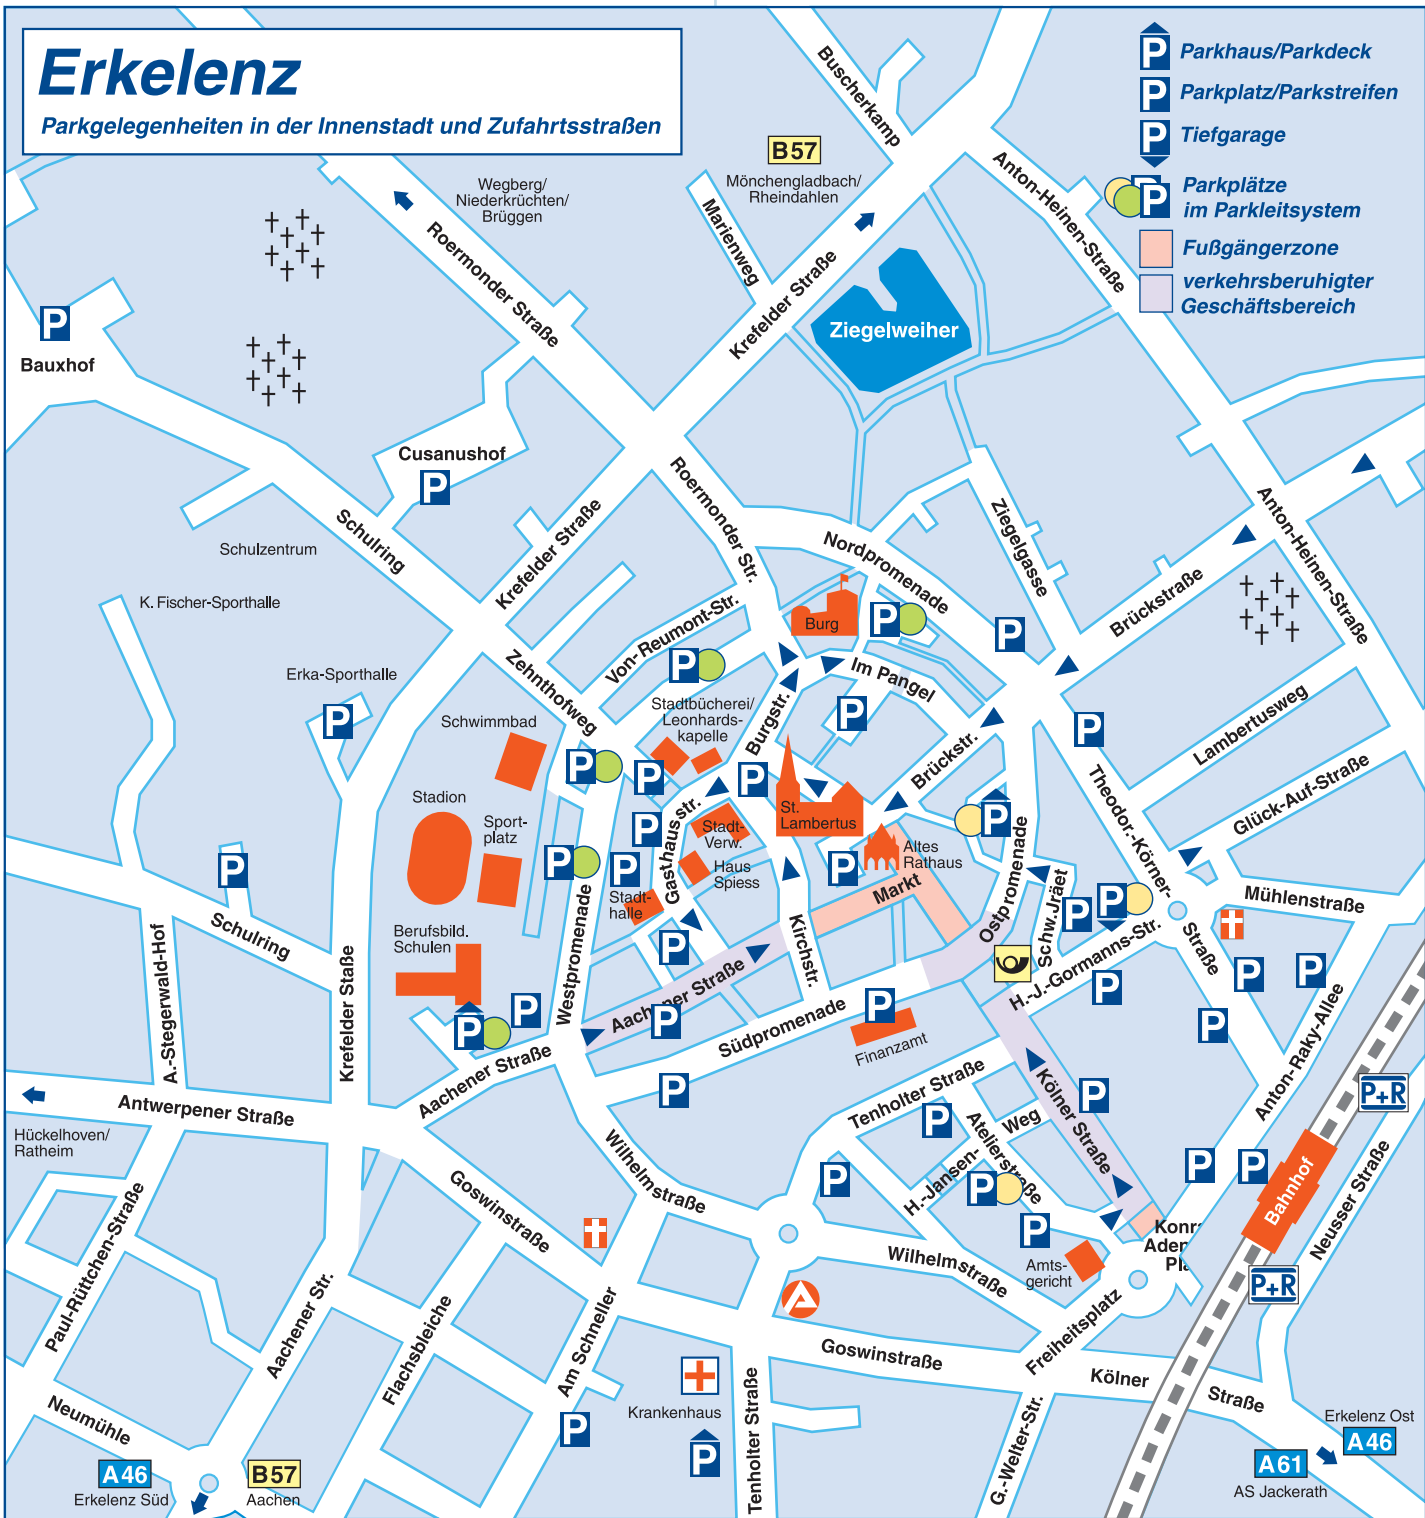 Erkelenz
Parkgelegenheiten in der Innenstadt und Zufahrtsstraßen
P Parkhaus/Parkdeck
P Parkplatz/Parkstreifen
P Tiefgarage
P Parkplätze
im Parkleitsystem
Fußgängerzone
verkehrsberuhigter
Geschäftsbereich
Buscherkamp
B57
Mönchengladbach/
Rheindahlen
Wegberg/
Niederkrüchten/
Brüggen
Marienweg
Anton-Heinen-Straße
Roermonder Straße
Krefelder Straße
Ziegelweiher
P
Bauxhof
Cusanushof
P
Schulring
Schulzentrum
Krefelder Straße
Roermonder Str.
Nordpromenade
Ziegelgasse
Anton-Heinen-Straße
Brückstraße
K. Fischer-Sporthalle
Erka-Sporthalle
P
Zehnthofweg
Von-Reumont-Str.
P
Burg
P
P
Im Pangel
P
Stadtbücherei/
Leonhards-
kapelle
Burgstr.
Schwimmbad
P
P
P
Brückstr.
P
Lambertusweg
Glück-Auf-Straße
Theodor.-Körner-
Straße
Stadion
Sport-
platz
P
Gasthausstr.
Stadt-
Verw.
St.
Lambertus
P
Altes
Rathaus
Haus
Spiess
P
P
P
P
Stadt-
halle
Markt
Ostpromenade
Schw.Jräet
P
P
Mühlenstraße
Schulring
Berufsbild.
Schulen
Westpromenade
P
Kirchstr.
Aachener Straße
P
P
P
Südpromenade
P
Finanzamt
H.-J.-Gormanns-Str.
P
P
P
P
Anton-Raky-Allee
A.-Stegerwald-Hof
Krefelder Staße
Aachener Straße
P
Antwerpener Straße
Hückelhoven/
Ratheim
Tenholter Straße
P
Atelierstraße
H.-Jansen-
Weg
Kölner Straße
P
P+R
P
P
P
P
P
Bahnhof
Neusser Straße
P+R
Amts-
gericht
Konr
Aden
Pla
Wilhelmstraße
Wilhelmstraße
Goswinstraße
Paul-Rüttchen-Straße
Aachener Str.
Flachsbleiche
Am Schneller
Freiheitsplatz
Goswinstraße
Kölner
Straße
Neumühle
Krankenhaus
P
P
Tenholter Straße
G.-Welter-Str.
A46
Erkelenz Süd
B57
Aachen
Erkelenz Ost
A46
A61
AS Jackerath